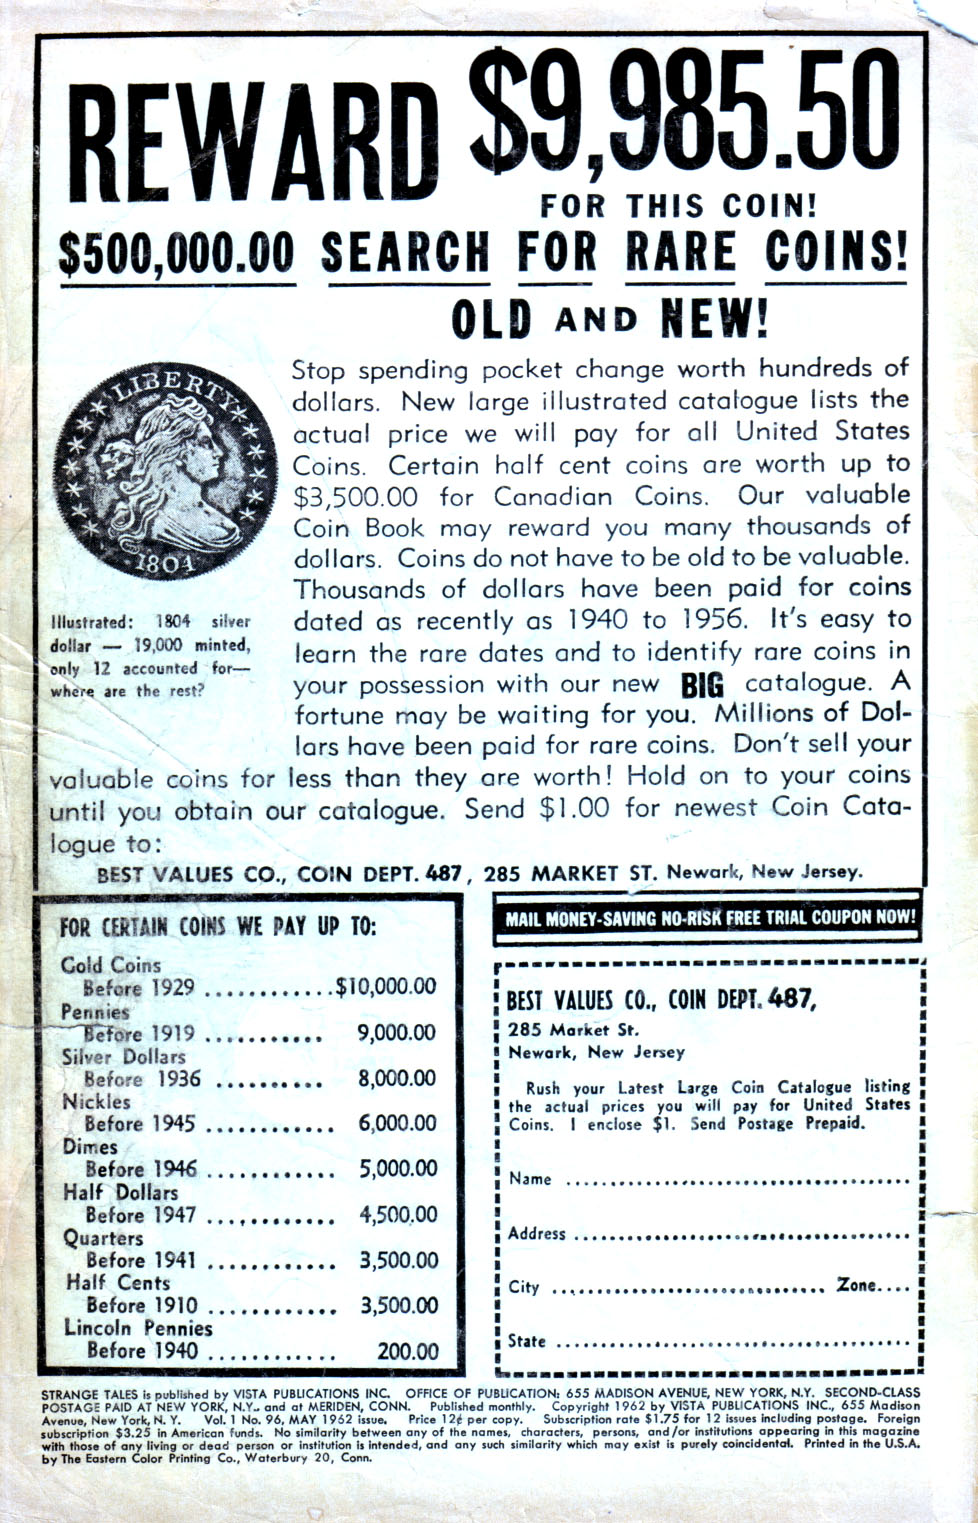 REWARD $9,985.50
FOR THIS COIN!
$500,000.00 SEARCH FOR RARE COINS!
OLD AND NEW!
LIBERTY
1804
Illustrated: 1804 silver
dollar — 19,000 minted,
only 12 accounted for—
where are the rest?
Stop spending pocket change worth hundreds of
dollars. New large illustrated catalogue lists the
actual price we will pay for all United States
Coins. Certain half cent coins are worth up to
$3,500.00 for Canadian Coins. Our valuable
Coin Book may reward you many thousands of
dollars. Coins do not have to be old to be valuable.
Thousands of dollars have been paid for coins
dated as recently as 1940 to 1956. It's easy to
learn the rare dates and to identify rare coins in
your possession with our new BIG catalogue. A
fortune may be waiting for you. Millions of Dol-
lars have been paid for rare coins. Don't sell your
valuable coins for less than they are worth! Hold on to your coins
until you obtain our catalogue. Send $1.00 for newest Coin Cata-
logue to:
BEST VALUES CO., COIN DEPT. 487, 285 MARKET ST. Newark, New Jersey.
FOR CERTAIN COINS WE PAY UP TO:
Gold Coins
Before 1929 ............. $10,000.00
Pennies
Before 1919 ............ 9,000.00
Silver Dollars
Before 1936 .......... 8,000.00
Nickles
Before 1945 ............ 6,000.00
Dimes
Before 1946 ............ 5,000.00
Half Dollars
Before 1947 ............ 4,500.00
Quarters
Before 1941 ............ 3,500.00
Half Cents
Before 1910 ............ 3,500.00
Lincoln Pennies
Before 1940 ............ 200.00
MAIL MONEY-SAVING NO-RISK FREE TRIAL COUPON NOW!
BEST VALUES CO., COIN DEPT. 487,
285 Market St.
Newark, New Jersey
Rush your Latest Large Coin Catalogue listing
the actual prices you will pay for United States
Coins. I enclose $1. Send Postage Prepaid.
Name ........................................
Address ........................................
City ................................ Zone....
State ........................................
STRANGE TALES is published by VISTA PUBLICATIONS INC. OFFICE OF PUBLICATION: 655 MADISON AVENUE, NEW YORK, N.Y. SECOND-CLASS
POSTAGE PAID AT NEW YORK, N.Y. and at MERIDEN, CONN. Published monthly. Copyright 1962 by VISTA PUBLICATIONS INC., 655 Madison
Avenue, New York, N. Y. Vol. 1 No. 96, MAY 1962 issue. Price 12¢ per copy. Subscription rate $1.75 for 12 issues including postage. Foreign
subscription $3.25 in American funds. No similarity between any of the names, characters, persons, and/or institutions appearing in this magazine
with those of any living or dead person or institution is intended, and any such similarity which may exist is purely coincidental. Printed in the U.S.A.
by The Eastern Color Printing Co., Waterbury 20, Conn.